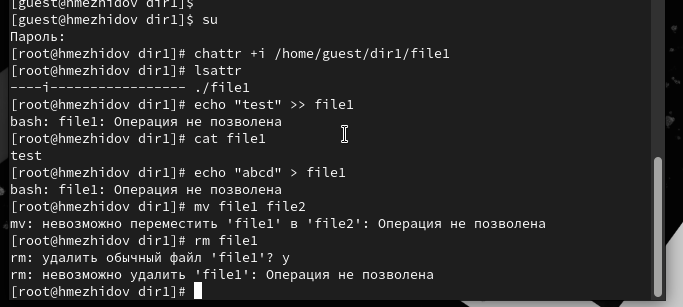 [guest@hmezhidov dir1]$
[guest@hmezhidov dir1]$ su
Пароль:
[root@hmezhidov dir1]# chattr +i /home/guest/dir1/file1
[root@hmezhidov dir1]# lsattr
----i----------------- ./file1
[root@hmezhidov dir1]# echo "test" >> file1
bash: file1: Операция не позволена
[root@hmezhidov dir1]# cat file1
test
[root@hmezhidov dir1]# echo "abcd" > file1
bash: file1: Операция не позволена
[root@hmezhidov dir1]# mv file1 file2
mv: невозможно переместить 'file1' в 'file2': Операция не позволена
[root@hmezhidov dir1]# rm file1
rm: удалить обычный файл 'file1'? y
rm: невозможно удалить 'file1': Операция не позволена
[root@hmezhidov dir1]#